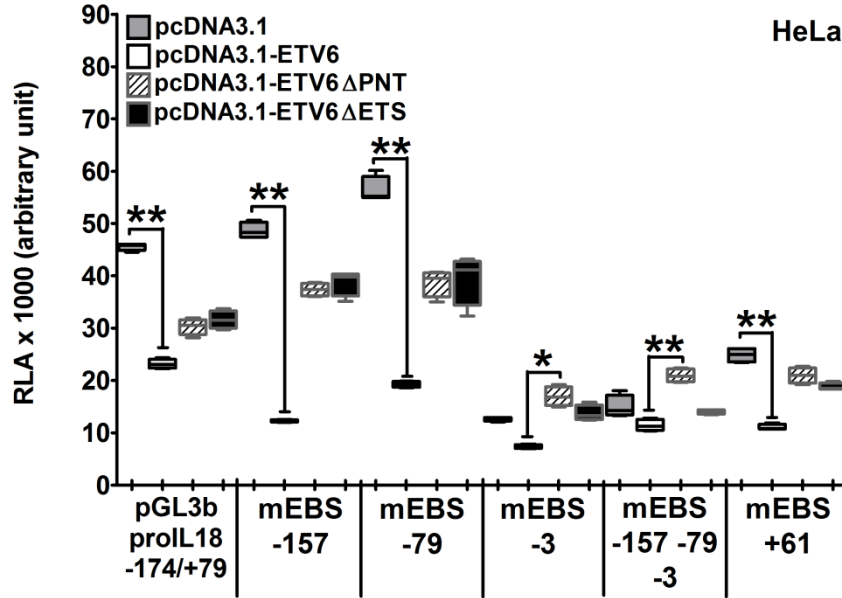 90
80
70
60
50
40
30
20
10
0
RLA x 1000 (arbitrary unit)
pcDNA3.1
pcDNA3.1-ETV6
pcDNA3.1-ETV6ΔPNT
pcDNA3.1-ETV6ΔETS
HeLa
**
**
**
*
**
**
pGL3b
proIL18
-174/+79
mEBS
-157
mEBS
-79
mEBS
-3
mEBS
-157 -79
-3
mEBS
+61